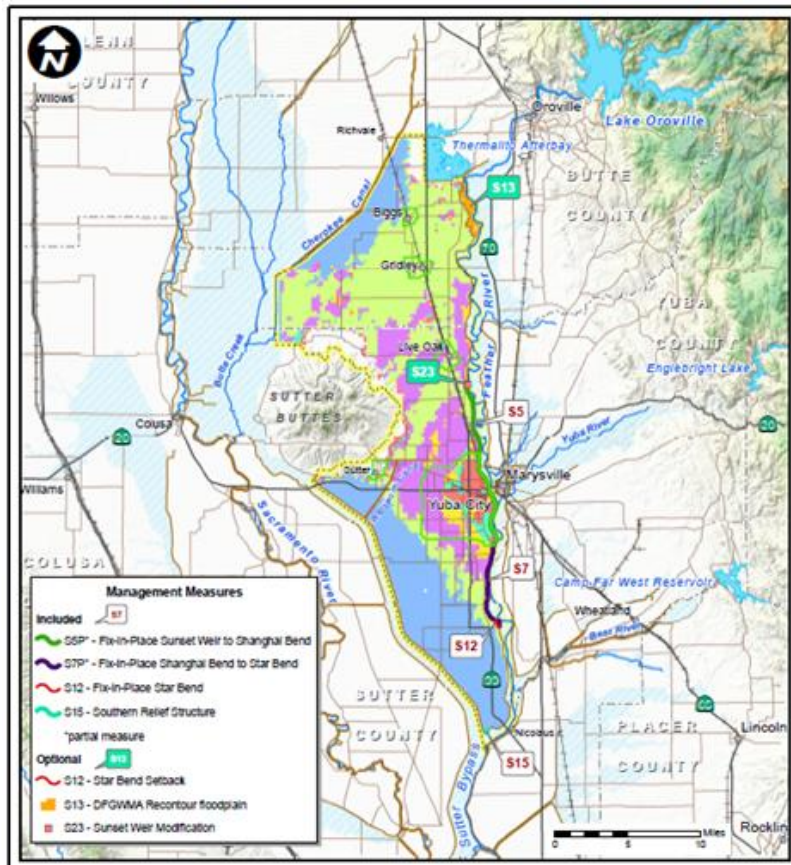 N
GLENN
COUNTY
Willows
Oroville
Lake Oroville
Richvale
Thermalito Afterbay
BUTTE
COUNTY
S13
Cherokee Canal
Biggs
70
Gridley
Feather River
YUBA
COUNTY
Butte Creek
Live Oak
S23
Englebright Lake
SUTTER
BUTTES
S5
20
Colusa
20
Yuba River
Sutter
Marysville
Williams
Yuba City
Sacramento River
COLUSA
S7
Camp Far West Reservoir
Wheatland
Bear River
S12
SUTTER
COUNTY
99
65
PLACER
COUNTY
Lincoln
Nicolaus
Sutter Bypass
S15
Rocklin
Management Measures
Included S7
S5P* - Fix-In-Place Sunset Weir to Shanghai Bend
S7P* - Fix-In-Place Shanghai Bend to Star Bend
S12 - Fix-In-Place Star Bend
S15 - Southern Relief Structure
*partial measure
Optional S13
S12 - Star Bend Setback
S13 - DFGWMA Recontour floodplain
S23 - Sunset Weir Modification
0 5 10
Miles